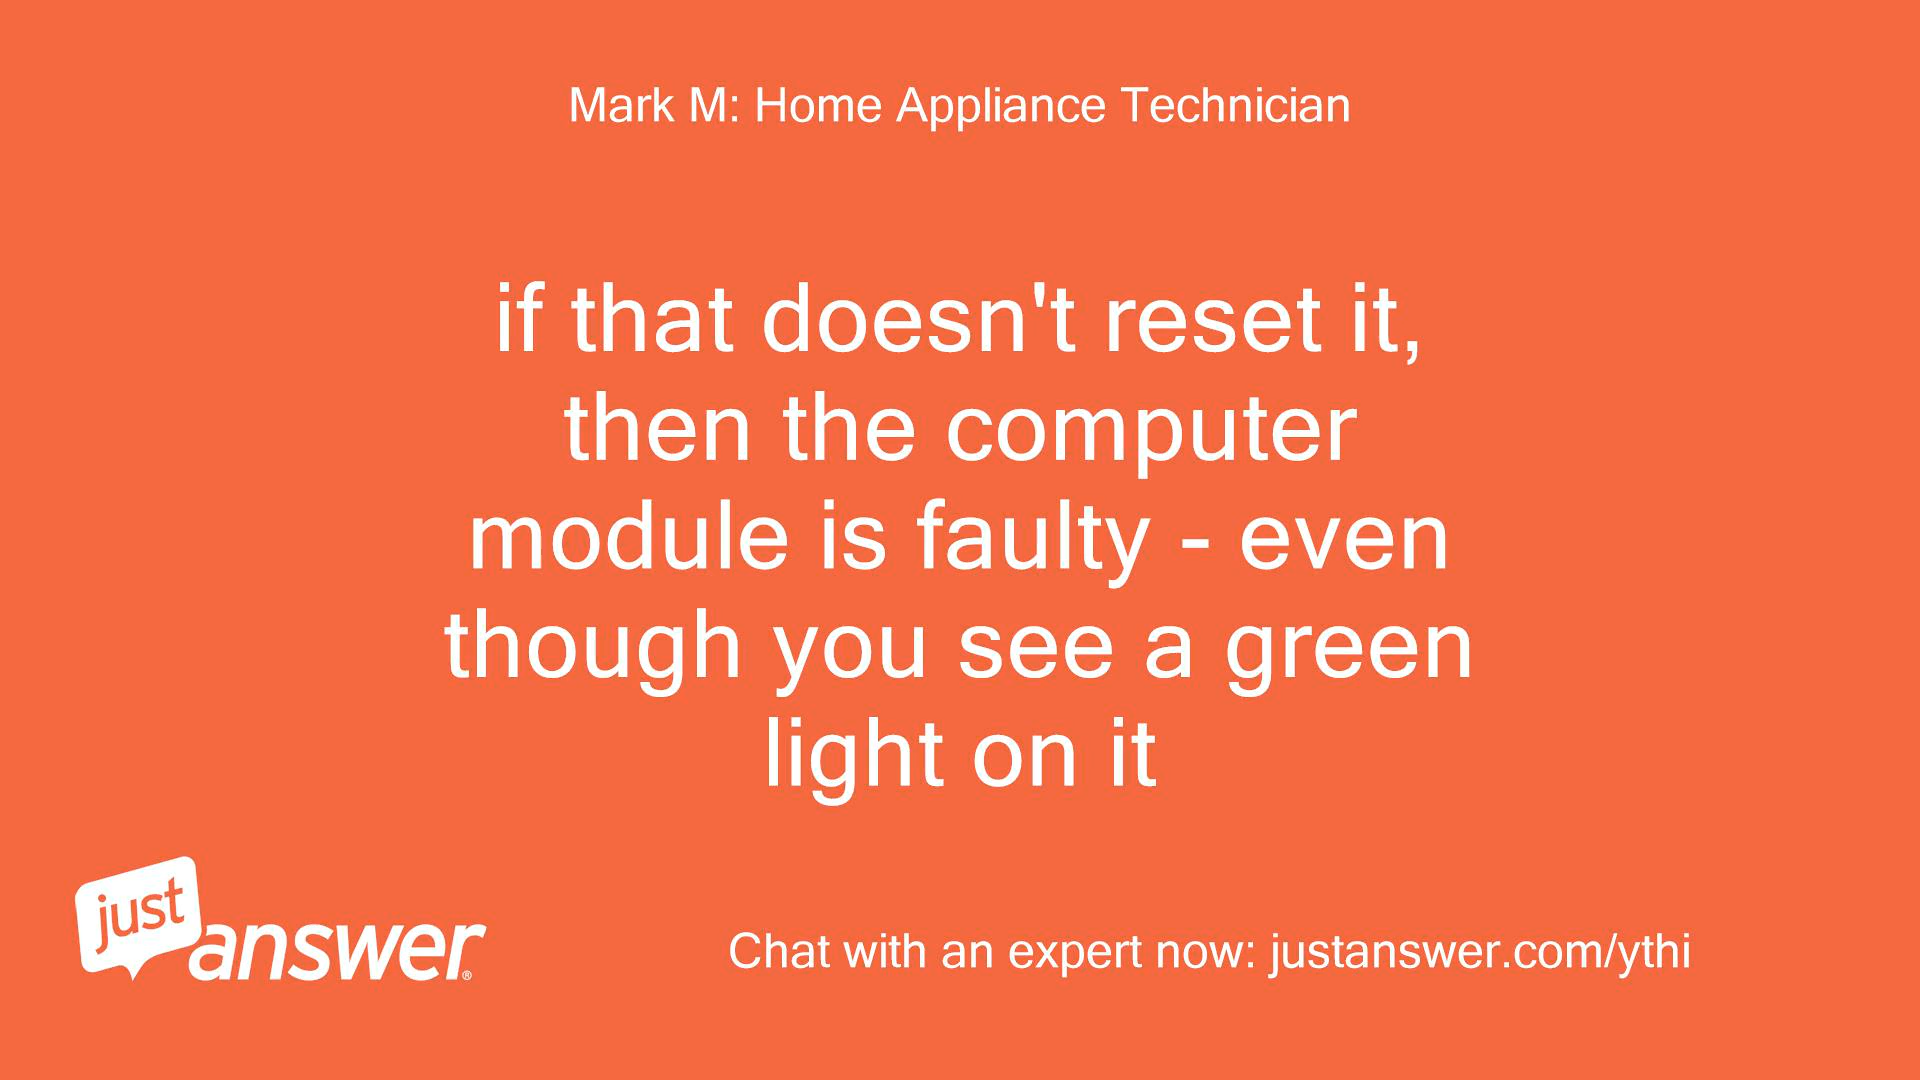 Mark M: Home Appliance Technician
if that doesn't reset it,
then the computer
module is faulty - even
though you see a green
light on it
just
answer®
Chat with an expert now: justanswer.com/ythi